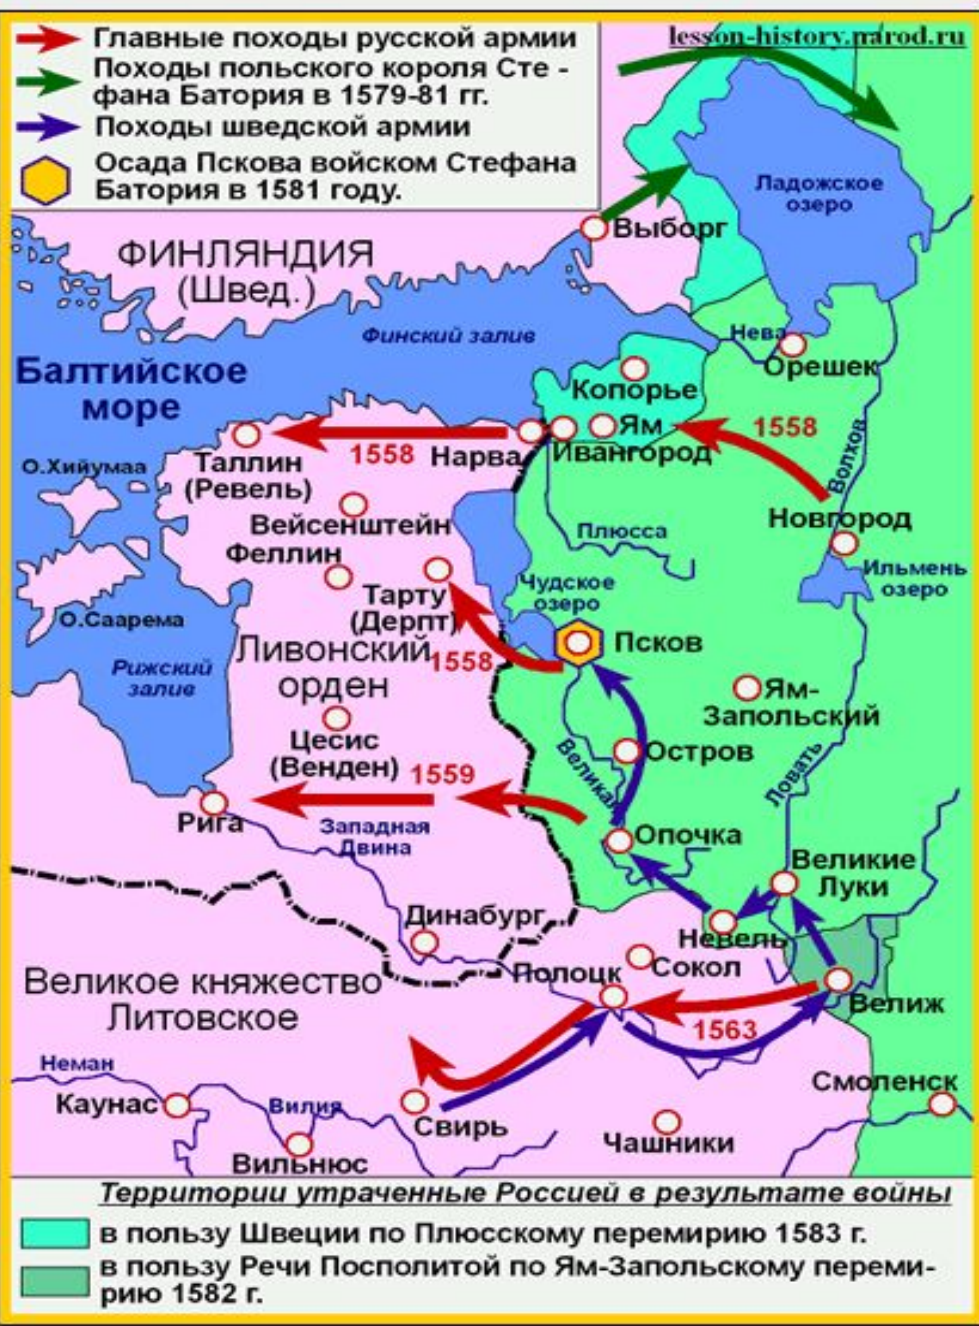 Главные походы русской армии
Походы польского короля Сте -
фана Батория в 1579-81 гг.
Походы шведской армии
Осада Пскова войском Стефана
Батория в 1581 году.
lesson-history.narod.ru
Ладожское
озеро
Выборг
ФИНЛЯНДИЯ
(Швед.)
Финский залив
Нева
Орешек
Балтийское
море
Копорье
Ям
1558
1558
Нарва
Ивангород
Волхов
Таллин
(Ревель)
О.Хийумаа
Вейсенштейн
Новгород
Плюсса
Феллин
Ильмень
озеро
Чудское
озеро
Тарту
(Дерпт)
О.Саарема
Псков
Ливонский
орден
1558
Рижский
залив
Ям-
Запольский
Цесис
(Венден)
Остров
Великая
Ловать
1559
Рига
Западная
Двина
Опочка
Великие
Луки
Динабург
Невель
Сокол
Полоцк
Великое княжество
Литовское
Велиж
1563
Неман
Каунас
Вилия
Свирь
Смоленск
Чашники
Вильнюс
Территории утраченные Россией в результате войны
в пользу Швеции по Плюсскому перемирию 1583 г.
в пользу Речи Посполитой по Ям-Запольскому переми-
рию 1582 г.